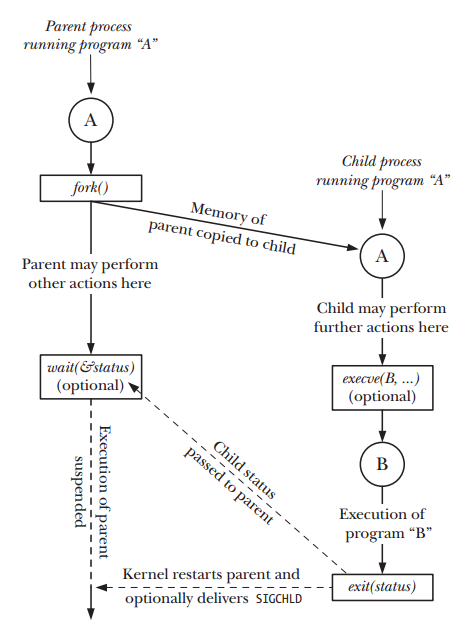 Parent process
running program “A”
A
fork()
Memory of
parent copied to child
Child process
running program “A”
A
Parent may perform
other actions here
Child may perform
further actions here
wait(&status)
(optional)
execve(B, ...)
(optional)
B
Execution of parent
suspended
Child status
passed to parent
Execution of
program “B”
Kernel restarts parent and
optionally delivers SIGCHLD
exit(status)